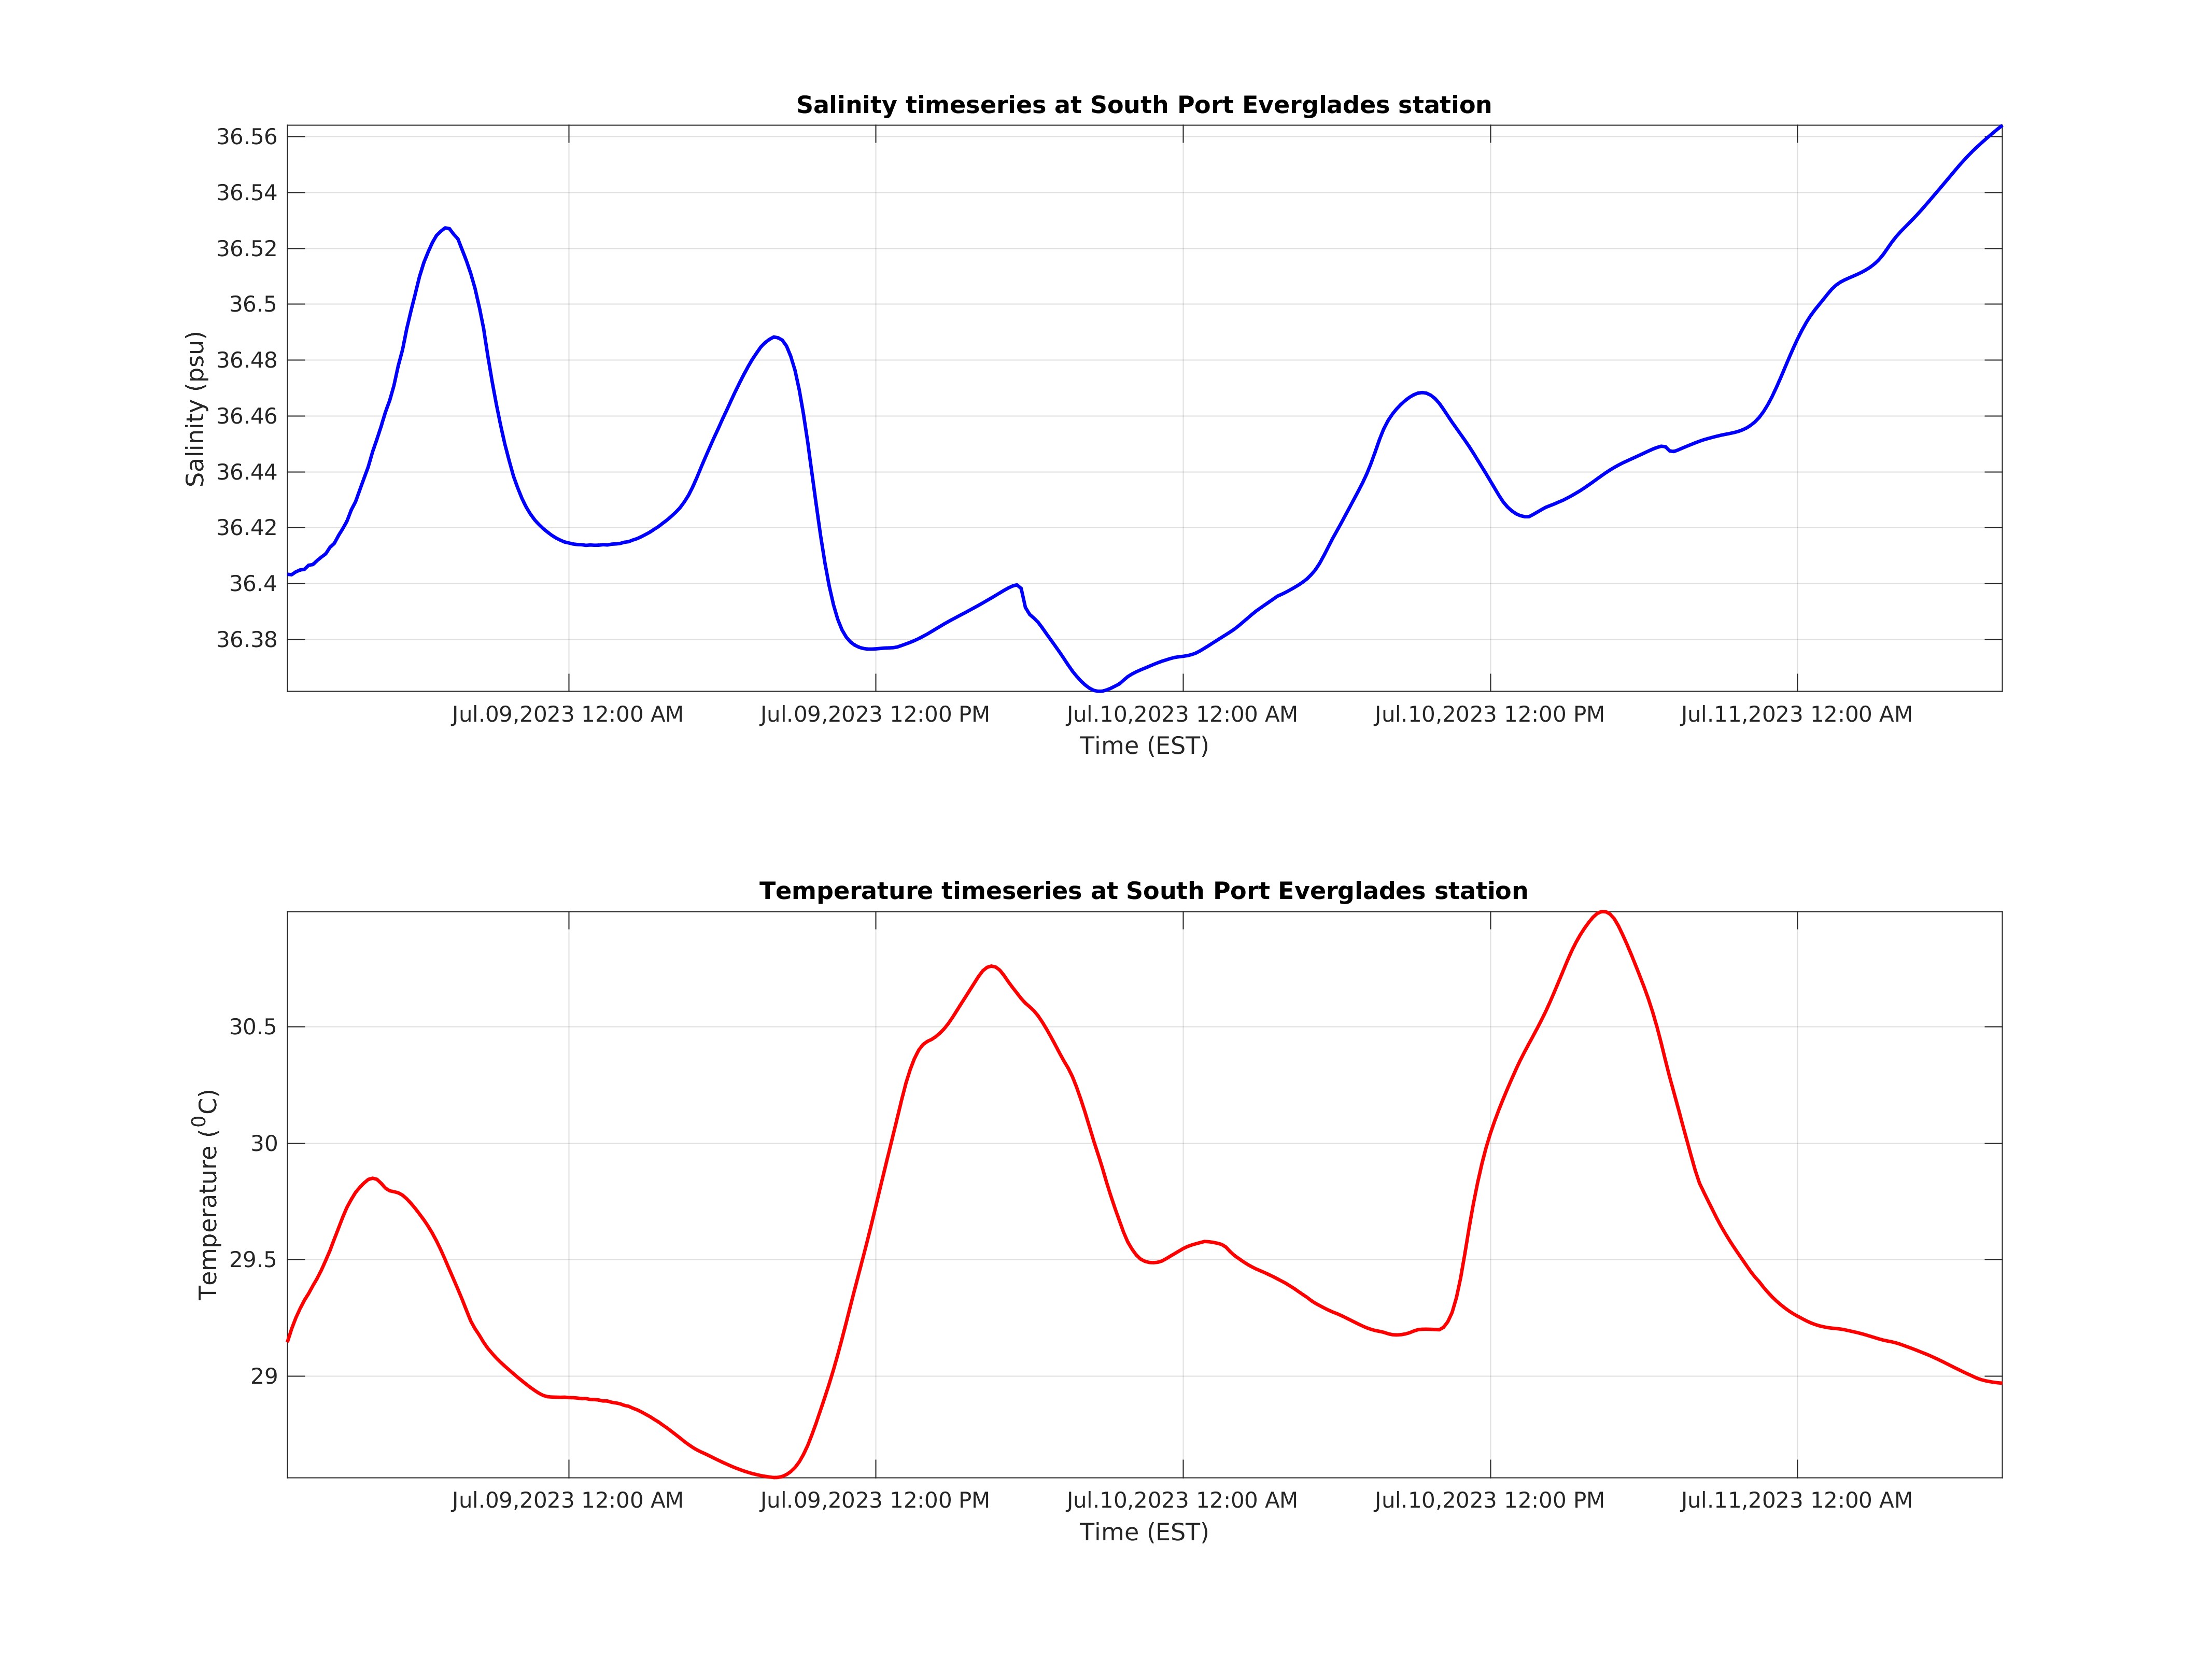 Salinity timeseries at South Port Everglades station
36.56
36.54
36.52
36.5
36.48
36.46
36.44
36.42
36.4
36.38
Salinity (psu)
Jul.09,2023 12:00 AM
Jul.09,2023 12:00 PM
Jul.10,2023 12:00 AM
Jul.10,2023 12:00 PM
Jul.11,2023 12:00 AM
Time (EST)
Temperature timeseries at South Port Everglades station
30.5
30
29.5
29
Temperature (⁰C)
Jul.09,2023 12:00 AM
Jul.09,2023 12:00 PM
Jul.10,2023 12:00 AM
Jul.10,2023 12:00 PM
Jul.11,2023 12:00 AM
Time (EST)